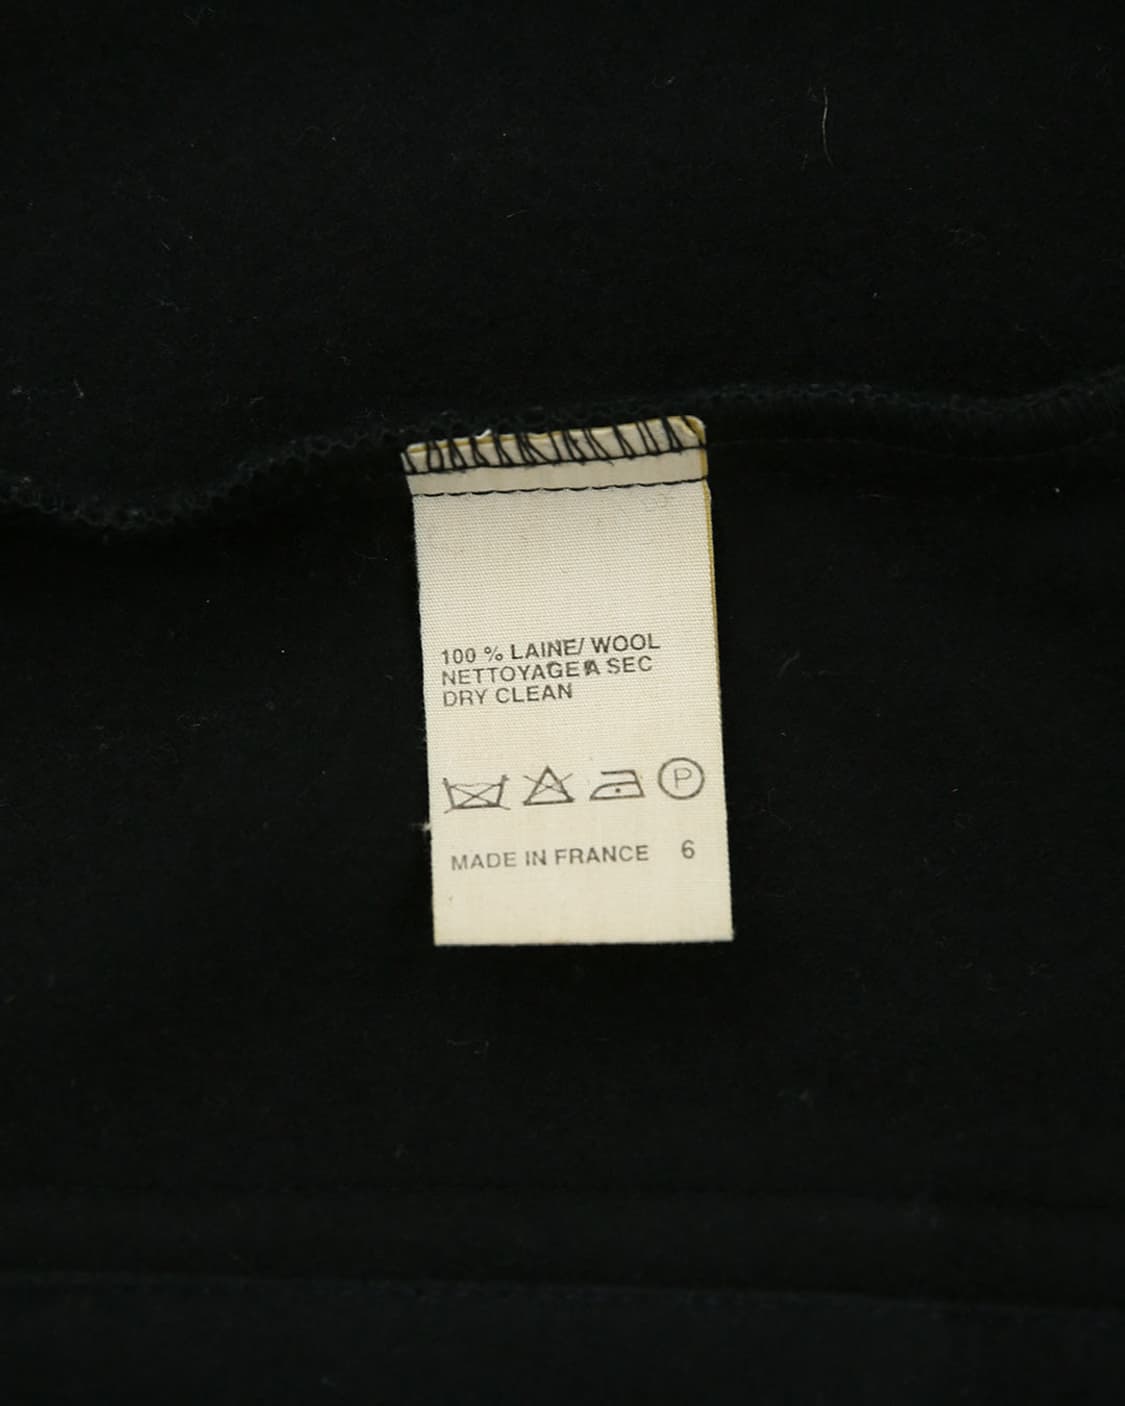 100 % LAINE/ WOOL
NETTOYAGE A SEC
DRY CLEAN
P
MADE IN FRANCE 6